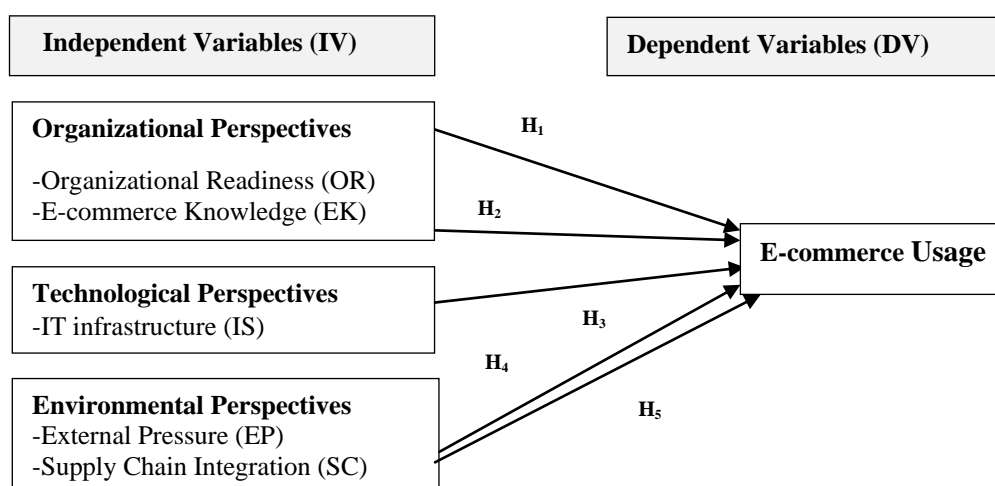 Independent Variables (IV)
Dependent Variables (DV)
Organizational Perspectives
-Organizational Readiness (OR)
-E-commerce Knowledge (EK)
H₁
H₂
E-commerce Usage
Technological Perspectives
-IT infrastructure (IS)
H₃
H₄
Environmental Perspectives
-External Pressure (EP)
-Supply Chain Integration (SC)
H₅